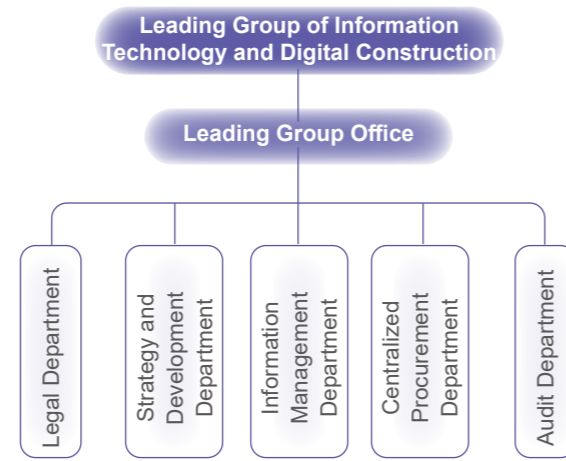 Leading Group of Information
Technology and Digital Construction
Leading Group Office
Legal Department
Strategy and
Development
Department
Information
Management
Department
Centralized
Procurement
Department
Audit Department